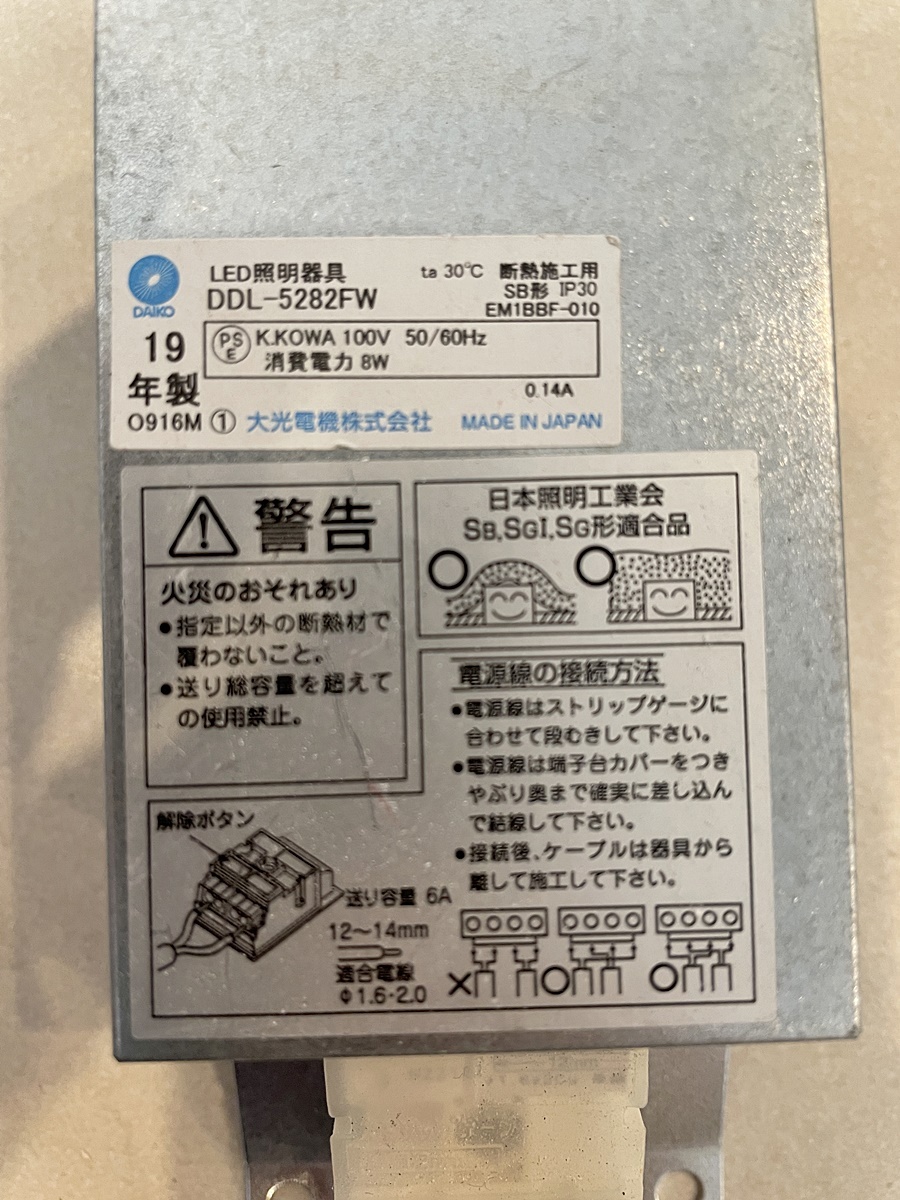 DAIKO
LED照明器具
DDL-5282FW
ta 30℃ 断熱施工用
SB形 IP30
EM1BBF-010
19
年製
PSE
K.KOWA 100V 50/60Hz
消費電力 8W
0.14A
O916M ① 大光電機株式会社 MADE IN JAPAN
警告
火災のおそれあり
●指定以外の断熱材で
覆わないこと。
●送り総容量を超えて
の使用禁止。
日本照明工業会
SB,SGI,SG形適合品
電源線の接続方法
●電源線はストリップゲージに
合わせて段むきして下さい。
●電源線は端子台カバーをつき
やぶり奥まで確実に差し込ん
で結線して下さい。
●接続後、ケーブルは器具から
離して施工して下さい。
解除ボタン
送り容量 6A
12～14mm
適合電線
φ1.6-2.0